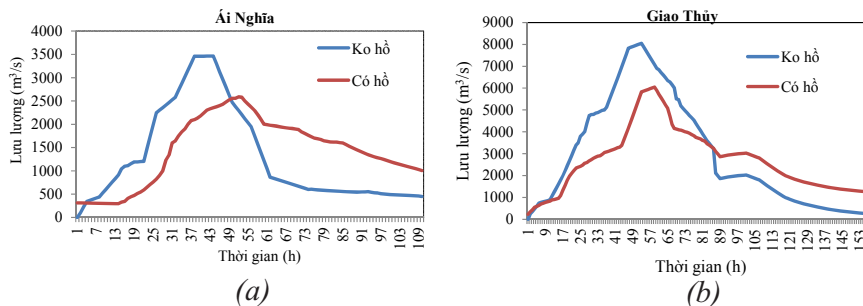 Ái Nghĩa
Lưu lượng (m³/s)
4000
3500
3000
2500
2000
1500
1000
500
0
Ko hồ
Có hồ
1 7 13 19 25 31 37 43 49 55 61 67 73 79 85 91 97 103 109
Thời gian (h)
(a)
Giao Thủy
Lưu lượng (m³/s)
9000
8000
7000
6000
5000
4000
3000
2000
1000
0
Ko hồ
Có hồ
1 9 17 25 33 41 49 57 65 73 81 89 97 105 113 121 129 137 145 153
Thời gian (h)
(b)